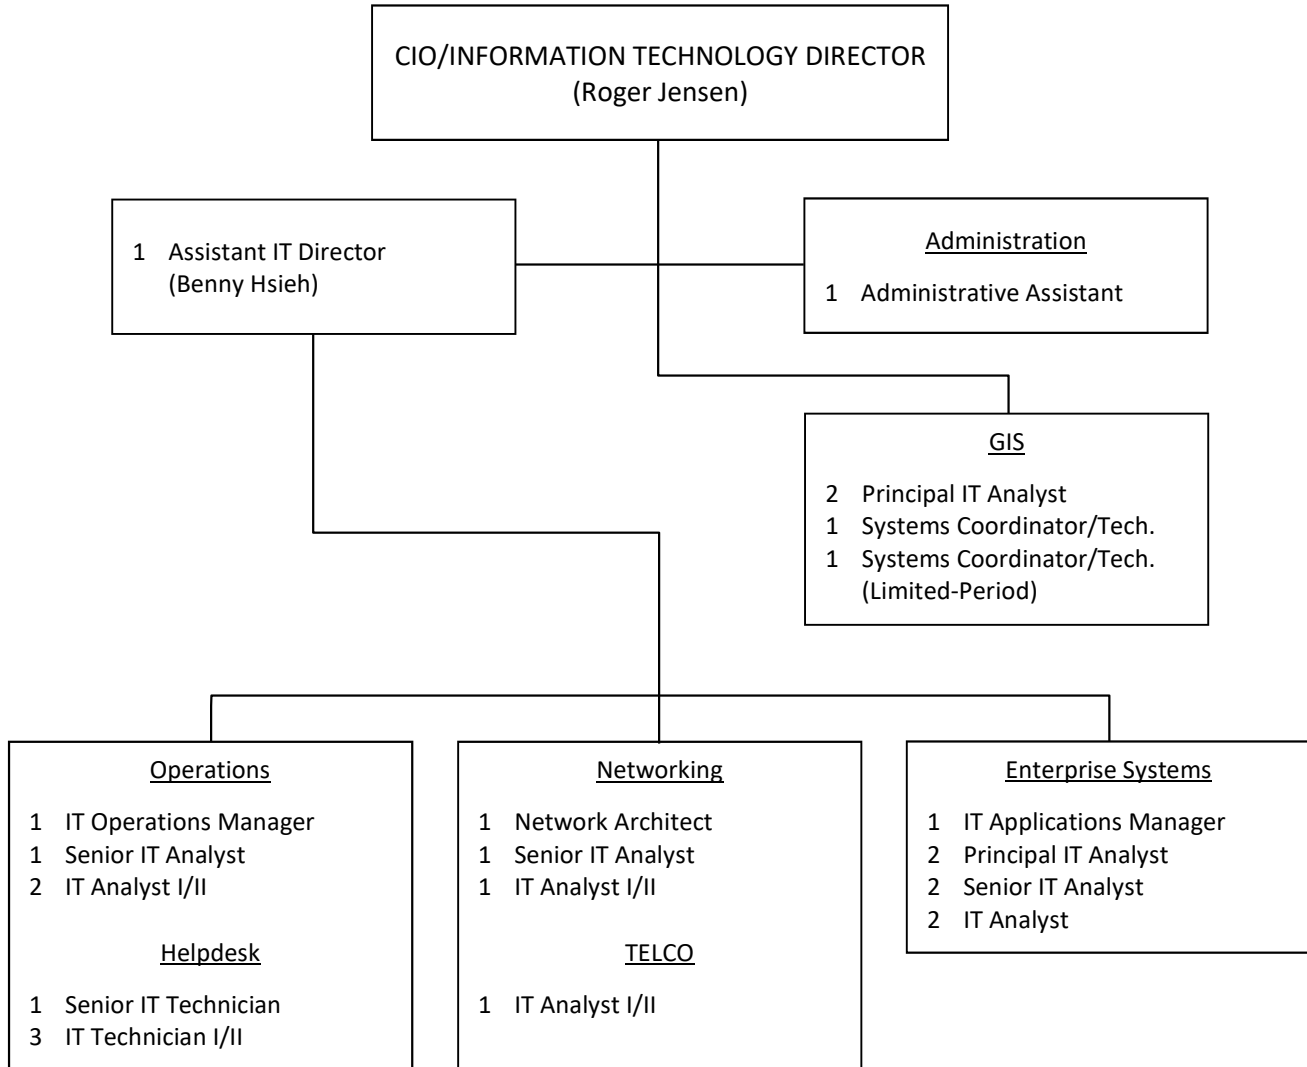 CIO/INFORMATION TECHNOLOGY DIRECTOR
(Roger Jensen)
1 Assistant IT Director
(Benny Hsieh)
Administration
1 Administrative Assistant
GIS
2 Principal IT Analyst
1 Systems Coordinator/Tech.
1 Systems Coordinator/Tech.
(Limited-Period)
Operations
1 IT Operations Manager
1 Senior IT Analyst
2 IT Analyst I/II
Helpdesk
1 Senior IT Technician
3 IT Technician I/II
Networking
1 Network Architect
1 Senior IT Analyst
1 IT Analyst I/II
TELCO
1 IT Analyst I/II
Enterprise Systems
1 IT Applications Manager
2 Principal IT Analyst
2 Senior IT Analyst
2 IT Analyst